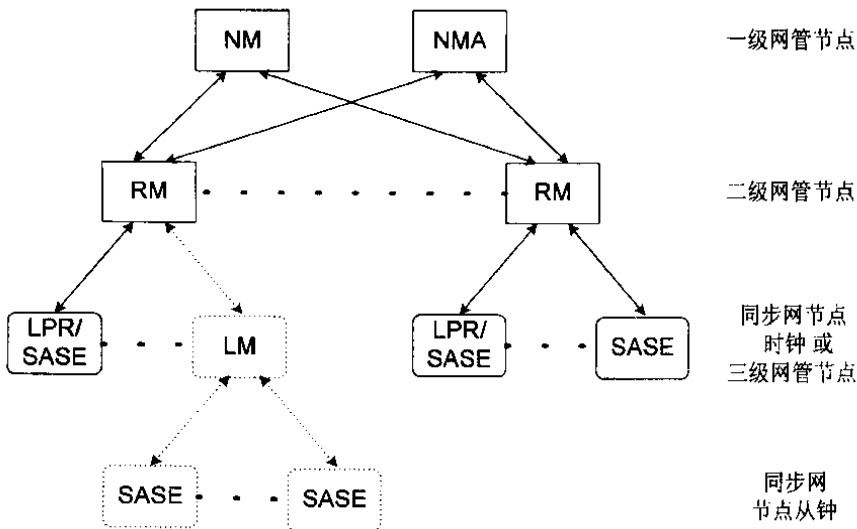 NM
NMA
一级网管节点
RM
RM
二级网管节点
LPR/
SASE
LM
LPR/
SASE
SASE
同步网节点
时钟 或
三级网管节点
SASE
SASE
同步网
节点从钟